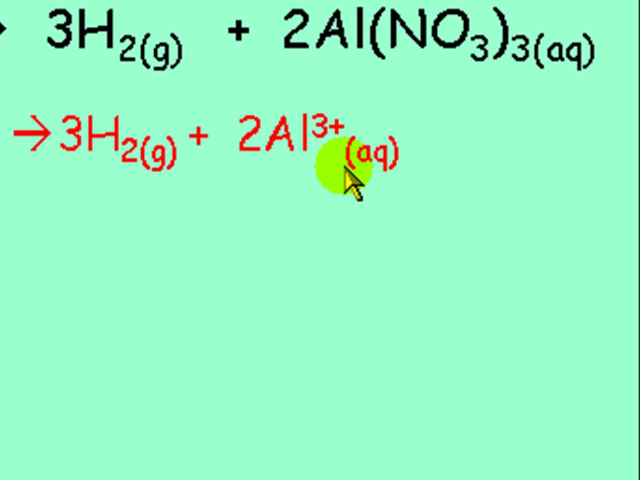 → 3H₂(g) + 2Al(NO₃)₃(aq)
→3H₂(g) + 2Al³⁺(aq)